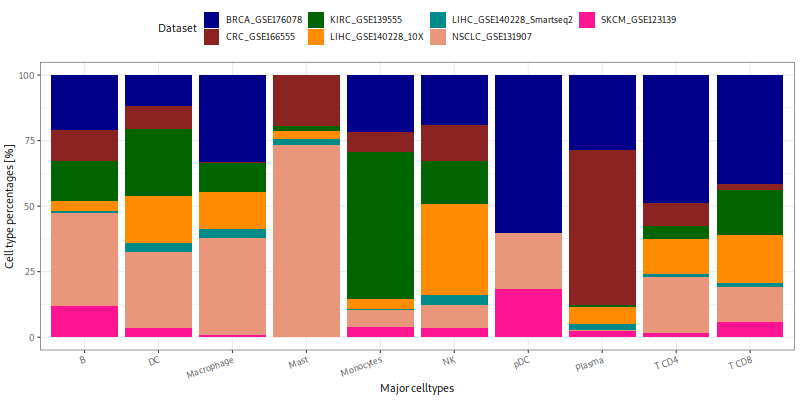 Dataset
BRCA_GSE176078 KIRC_GSE139555 LIHC_GSE140228_Smartseq2 SKCM_GSE123139
CRC_GSE166555 LIHC_GSE140228_10X NSCLC_GSE131907
Cell type percentages [%]
100
75
50
25
0
B DC Macrophage Mast Monocytes NK pDC Plasma T CD4 T CD8
Major celltypes